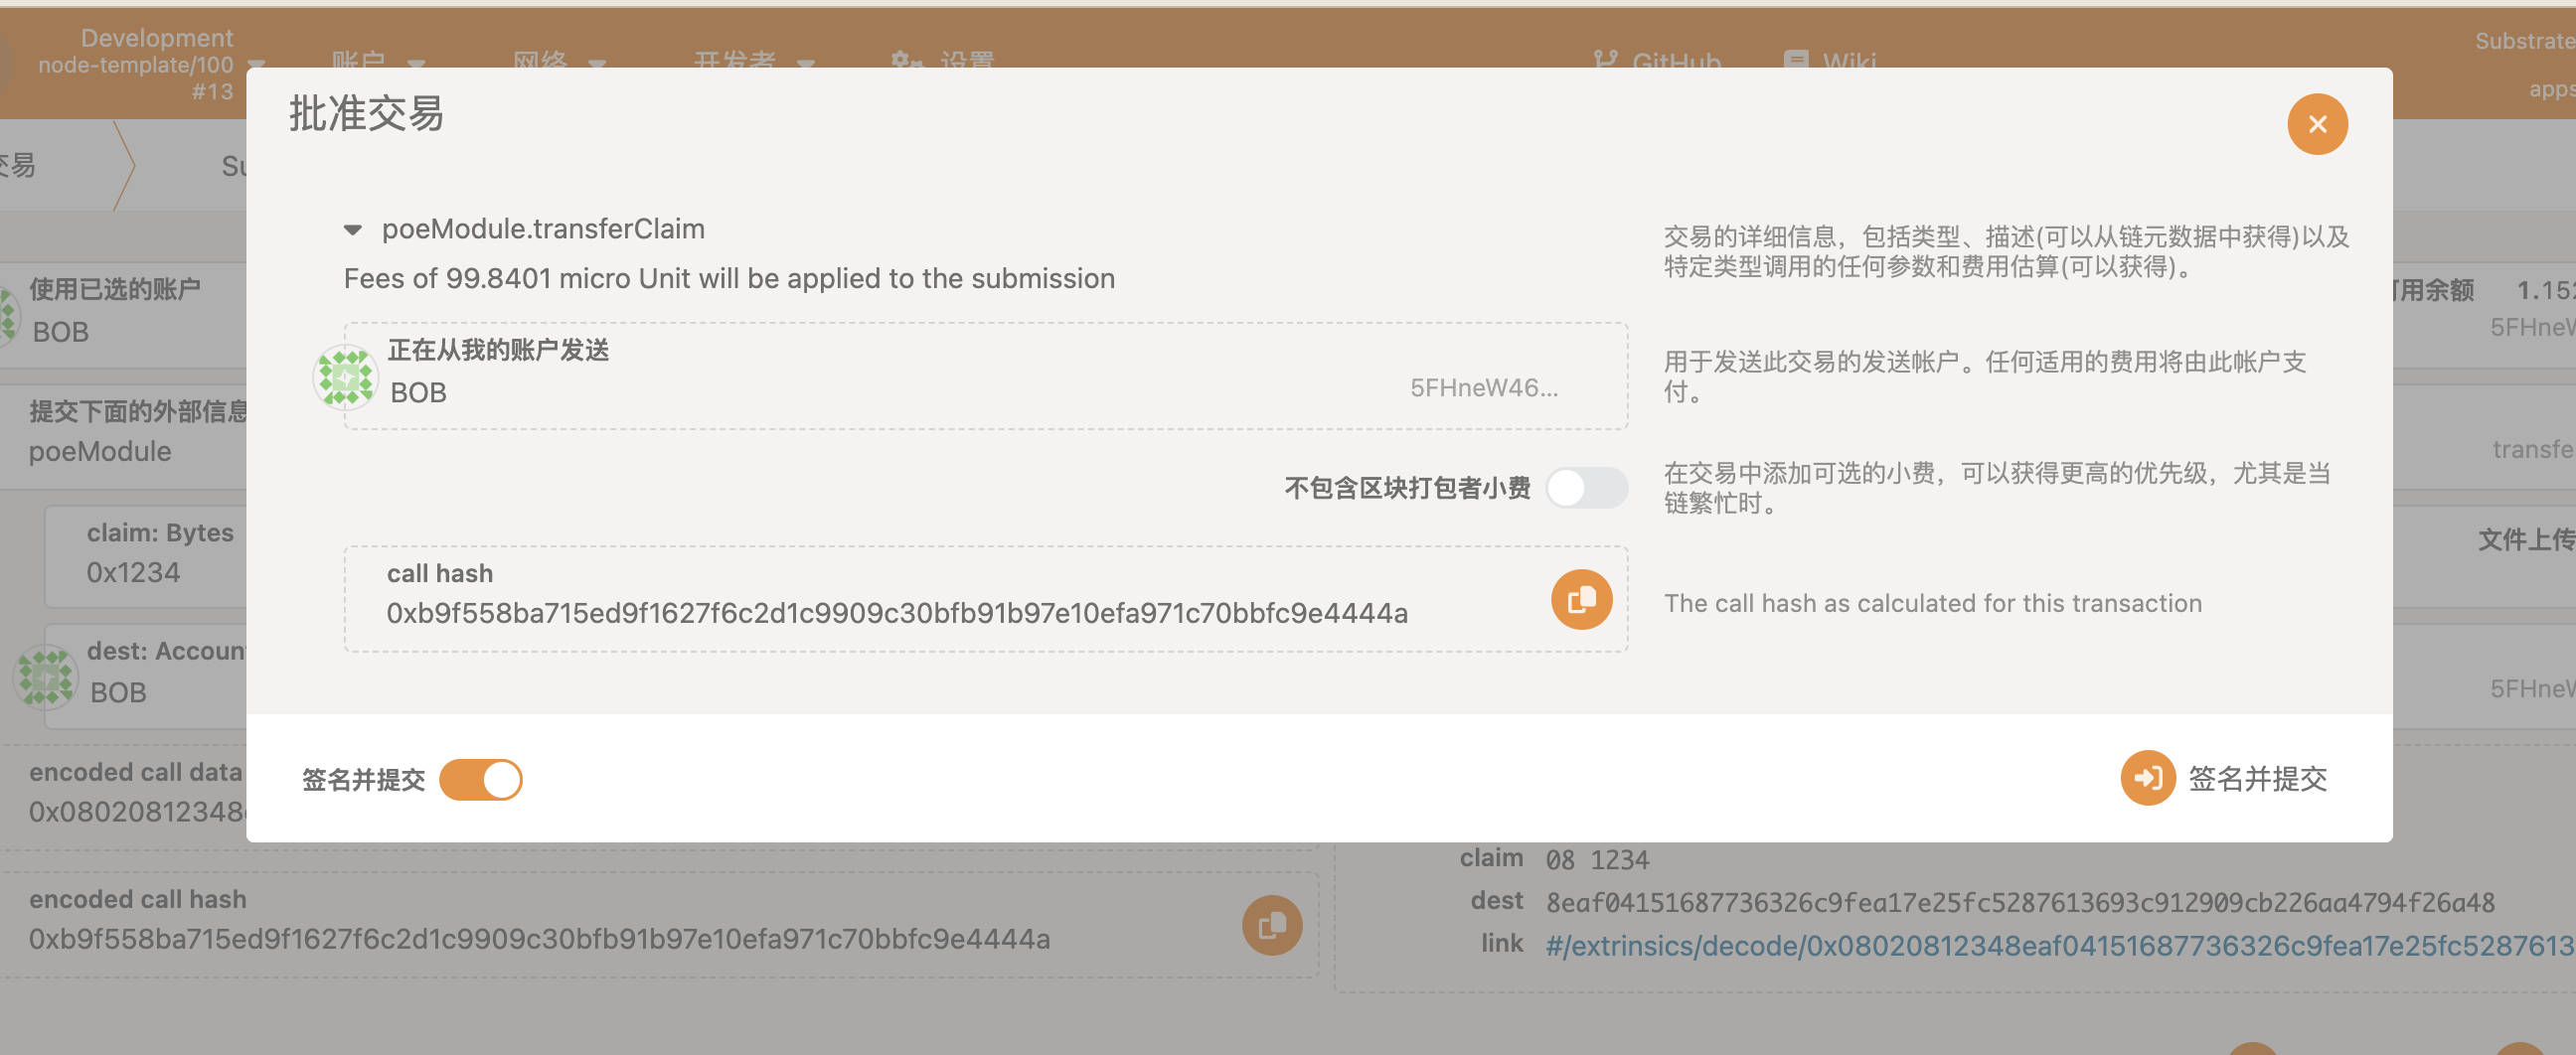 Development
node-template/100
#13
账户
网络
开发者
设置
GitHub
Wiki
Substrate
apps
批准交易
交易
poeModule.transferClaim
Fees of 99.8401 micro Unit will be applied to the submission
交易的详细信息，包括类型、描述(可以从链元数据中获得)以及
特定类型调用的任何参数和费用估算(可以获得)。
使用已选的账户
BOB
可用余额 1.152
5FHneW
正在从我的账户发送
BOB
5FHneW46...
用于发送此交易的发送帐户。任何适用的费用将由此帐户支
付。
提交下面的外部信息
poeModule
transfe
不包含区块打包者小费
在交易中添加可选的小费，可以获得更高的优先级，尤其是当
链繁忙时。
claim: Bytes
0x1234
文件上传
call hash
0xb9f558ba715ed9f1627f6c2d1c9909c30bfb91b97e10efa971c70bbfc9e4444a
The call hash as calculated for this transaction
dest: Accoun
BOB
5FHneW
签名并提交
签名并提交
encoded call data
0x08020812348
claim 08 1234
dest 8eaf04151687736326c9fea17e25fc5287613693c912909cb226aa4794f26a48
link #/extrinsics/decode/0x08020812348eaf04151687736326c9fea17e25fc5287613
encoded call hash
0xb9f558ba715ed9f1627f6c2d1c9909c30bfb91b97e10efa971c70bbfc9e4444a